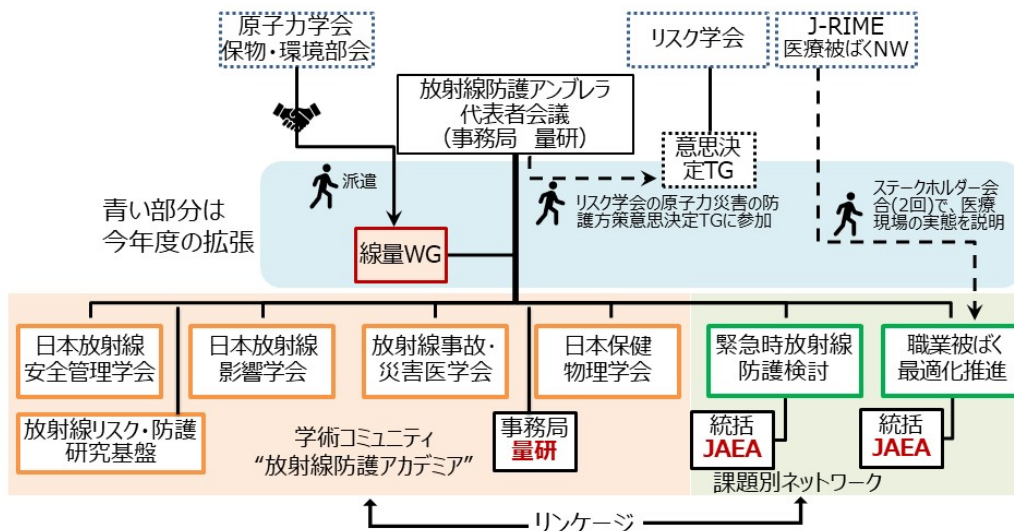 原子力学会
保物・環境部会
リスク学会
J-RIME
医療被ばくNW
放射線防護アンブレラ
代表者会議
（事務局　量研）
意思決
定TG
派遣
リスク学会の原子力災害の防
護方策意思決定TGに参加
ステークホルダー会
合(2回)で、医療
現場の実態を説明
青い部分は
今年度の拡張
線量WG
日本放射線
安全管理学会
日本放射線
影響学会
放射線事故・
災害医学会
日本保健
物理学会
緊急時放射線
防護検討
職業被ばく
最適化推進
放射線リスク・防護
研究基盤
学術コミュニティ
“放射線防護アカデミア”
事務局
量研
統括
JAEA
統括
JAEA
課題別ネットワーク
リンケージ